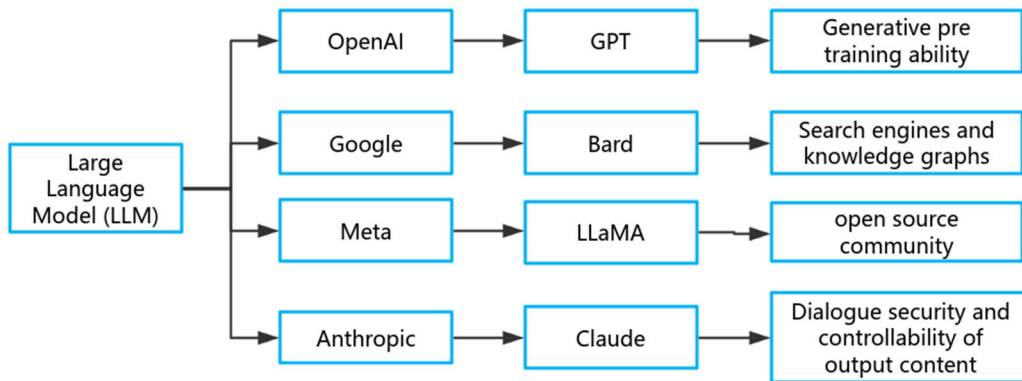 OpenAI
GPT
Generative pre
training ability
Google
Bard
Search engines and
knowledge graphs
Large
Language
Model (LLM)
Meta
LLaMA
open source
community
Anthropic
Claude
Dialogue security and
controllability of
output content